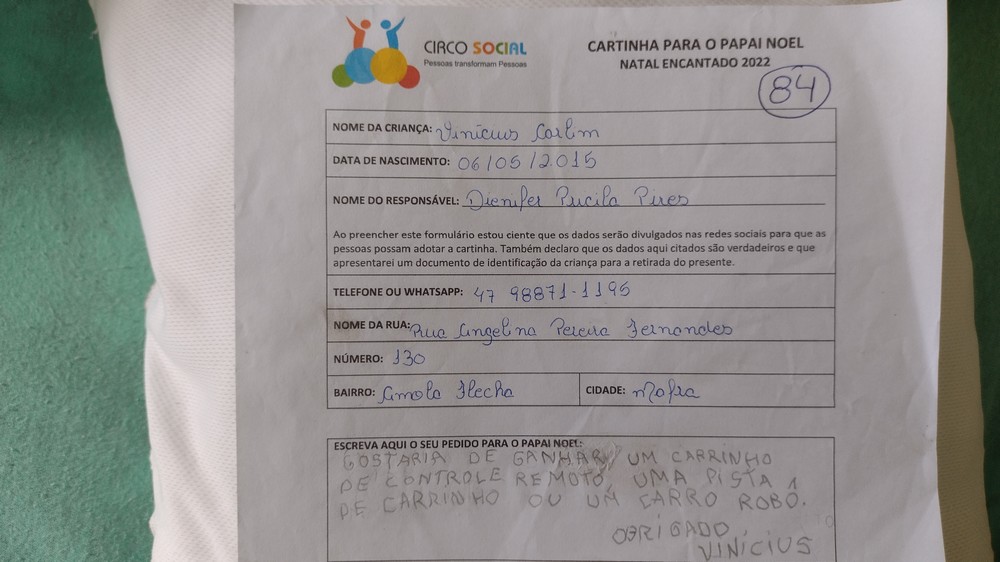 CIRCO SOCIAL
Pessoas transformam Pessoas
CARTINHA PARA O PAPAI NOEL
NATAL ENCANTADO 2022
84
NOME DA CRIANÇA: Vinicius Carlim
DATA DE NASCIMENTO: 06/05/2015
NOME DO RESPONSÁVEL: Dienifer Pricila Pires
Ao preencher este formulário estou ciente que os dados serão divulgados nas redes sociais para que as
pessoas possam adotar a cartinha. Também declaro que os dados aqui citados são verdadeiros e que
apresentarei um documento de identificação da criança para a retirada do presente.
TELEFONE OU WHATSAPP: 47 98871-1195
NOME DA RUA: Rua Angelina Pereira Fernandes
NÚMERO: 130
BAIRRO: Amola Flecha CIDADE: Mafra
ESCREVA AQUI O SEU PEDIDO PARA O PAPAI NOEL:
GOSTARIA DE GANHAR UM CARRINHO
DE CONTROLE REMOTO, UMA PISTA
DE CARRINHO OU UM CARRO ROBÔ.
OBRIGADO,
VINÍCIUS